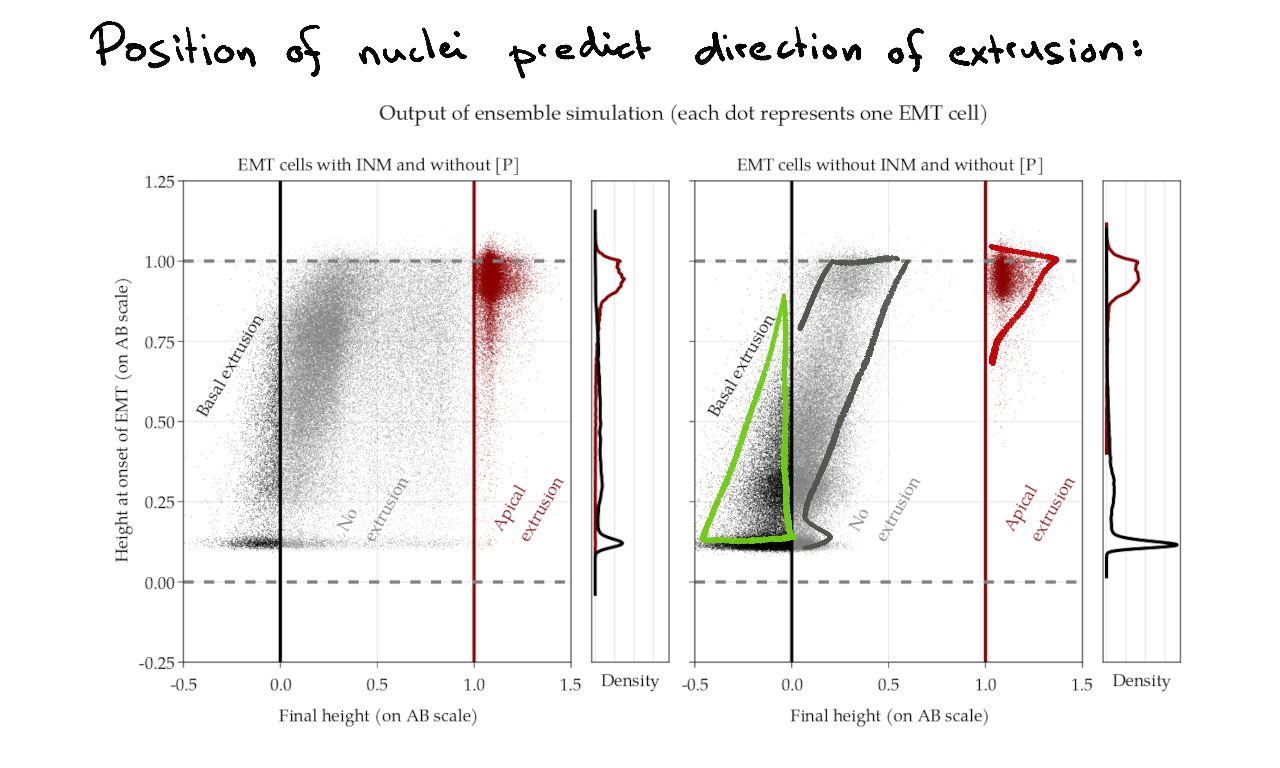 Position of nuclei predict direction of extrusion:
Output of ensemble simulation (each dot represents one EMT cell)
EMT cells with INM and without [P]
EMT cells without INM and without [P]
Height at onset of EMT (on AB scale)
1.25
1.00
0.75
0.50
0.25
0.00
-0.25
Basal extrusion
No
extrusion
Apical
extrusion
Basal extrusion
No
extrusion
Apical
extrusion
-0.5 0.0 0.5 1.0 1.5
Density
-0.5 0.0 0.5 1.0 1.5
Density
Final height (on AB scale)
Final height (on AB scale)